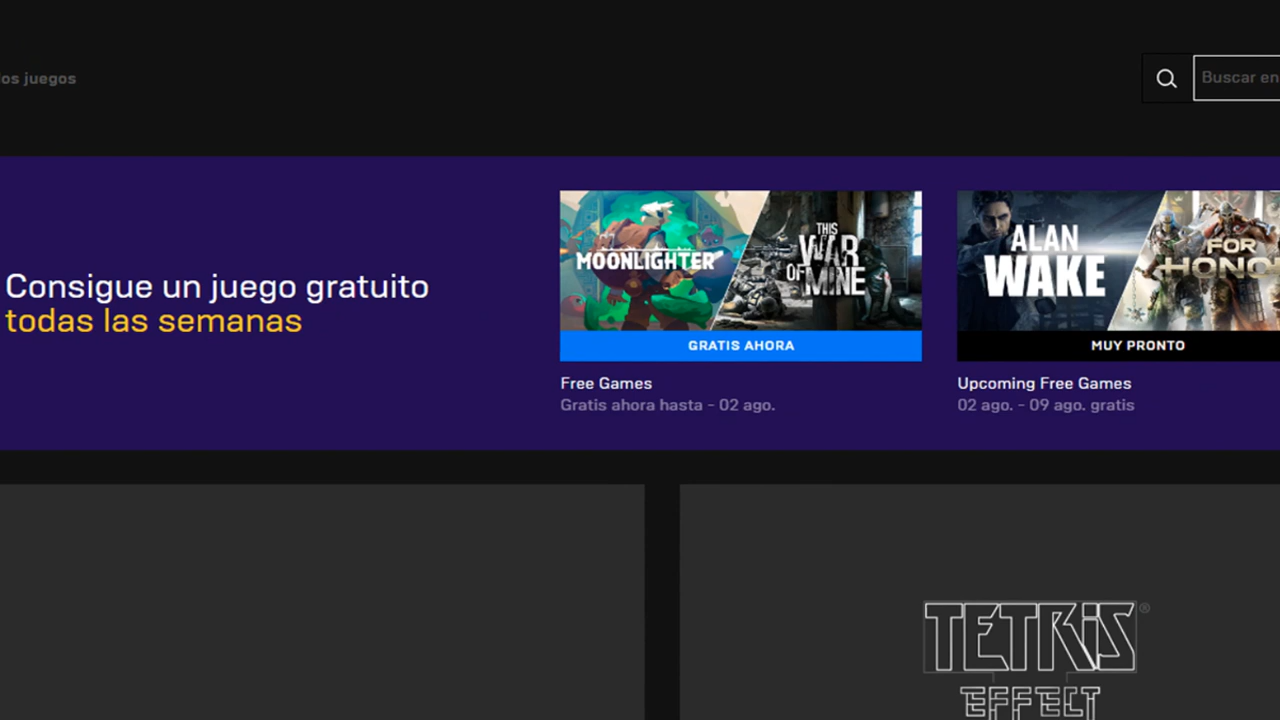 los juegos
Buscar en
Consigue un juego gratuito
todas las semanas
MOONLIGHTER
THIS
WAR
OF MINE
GRATIS AHORA
Free Games
Gratis ahora hasta - 02 ago.
ALAN
WAKE
FOR
HONOR
MUY PRONTO
Upcoming Free Games
02 ago. - 09 ago. gratis
TETRIS®
EFFECT